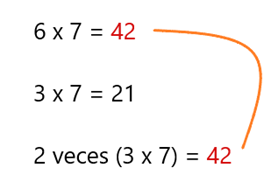 6 x 7 = 42
3 x 7 = 21
2 veces (3 x 7) = 42